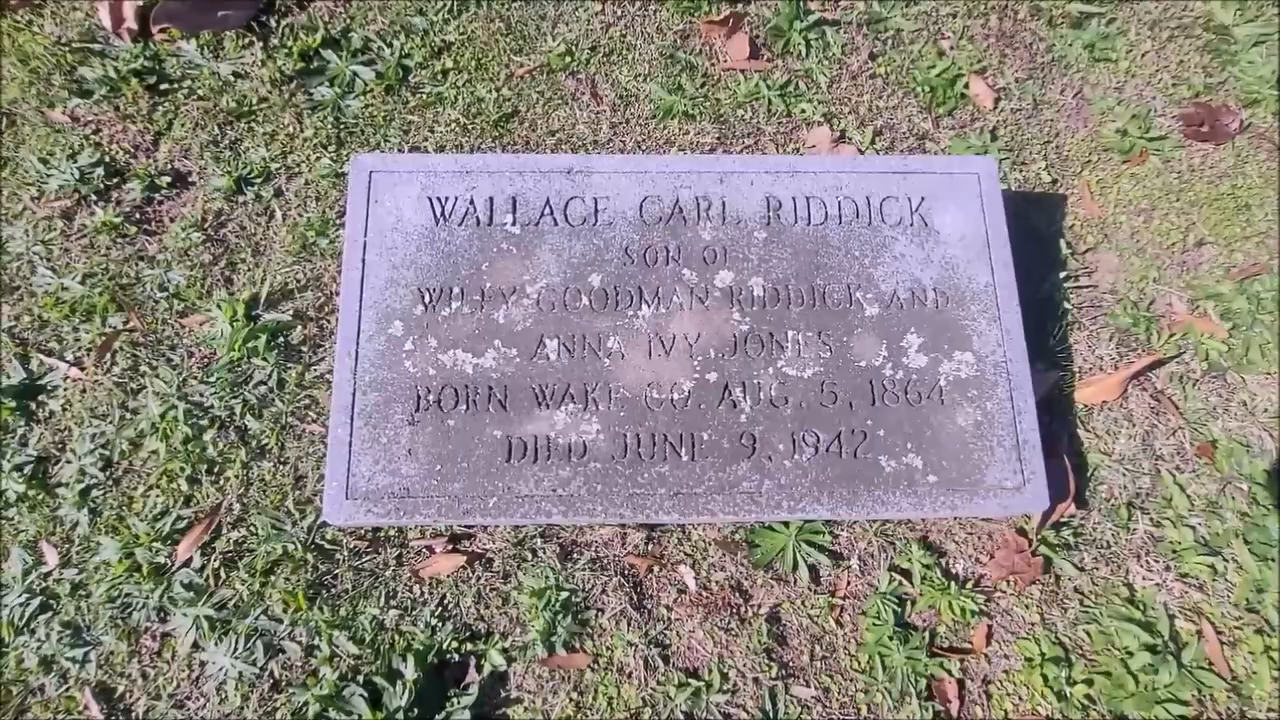 WALLACE CARL RIDDICK
SON OF
WILEY GOODMAN RIDDICK AND
ANNA IVY JONES
BORN WAKE CO. AUG. 5, 1864
DIED JUNE 9, 1942